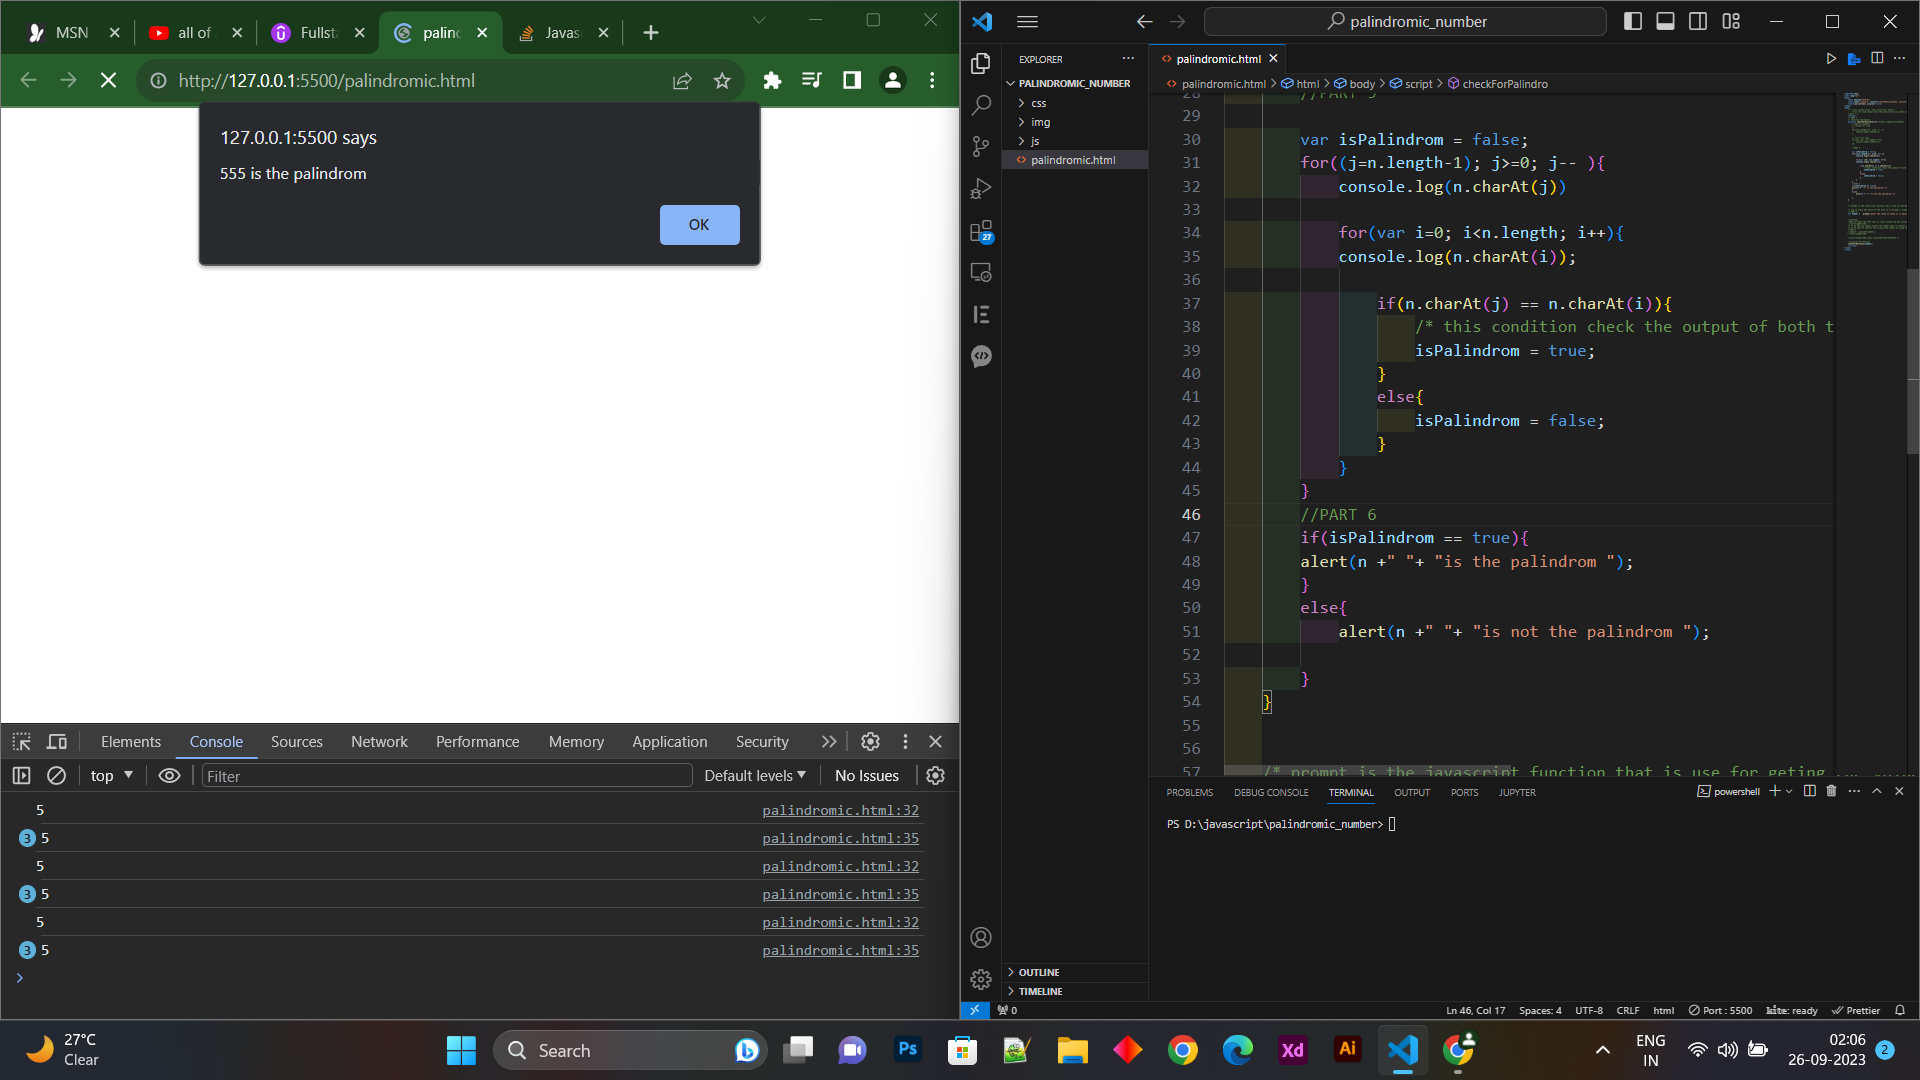 MSN
all of
Fullst
palin
Javas
http://127.0.0.1:5500/palindromic.html
127.0.0.1:5500 says
555 is the palindrom
OK
Elements Console Sources Network Performance Memory Application Security
top
Filter
Default levels
No Issues
5 palindromic.html:32
3 5 palindromic.html:35
5 palindromic.html:32
3 5 palindromic.html:35
5 palindromic.html:32
3 5 palindromic.html:35
palindromic_number
EXPLORER
PALINDROMIC_NUMBER
css
img
js
palindromic.html
27
OUTLINE
TIMELINE
palindromic.html
palindromic.html > html > body > script > checkForPalindro
28 //PART 5
29
30 var isPalindrom = false;
31 for((j=n.length-1); j>=0; j-- ){
32 console.log(n.charAt(j))
33
34 for(var i=0; i<n.length; i++){
35 console.log(n.charAt(i));
36
37 if(n.charAt(j) == n.charAt(i)){
38 /* this condition check the output of both t
39 isPalindrom = true;
40 }
41 else{
42 isPalindrom = false;
43 }
44 }
45 }
46 //PART 6
47 if(isPalindrom == true){
48 alert(n +" "+ "is the palindrom ");
49 }
50 else{
51 alert(n +" "+ "is not the palindrom ");
52
53 }
54 }
55
56
57 /* prompt is the javascript function that is use for geting
PROBLEMS DEBUG CONSOLE TERMINAL OUTPUT PORTS JUPYTER
powershell
PS D:\javascript\palindromic_number>
0
Ln 46, Col 17 Spaces: 4 UTF-8 CRLF html Port : 5500 kite: ready Prettier
27°C
Clear
Search
Ps
Xd
Ai
ENG
IN
02:06
26-09-2023
2